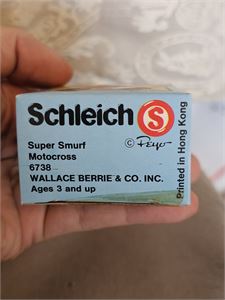 Schleich S
© Peyo
Super Smurf
Motocross
6738
WALLACE BERRIE & CO. INC.
Ages 3 and up
Printed in Hong Kong